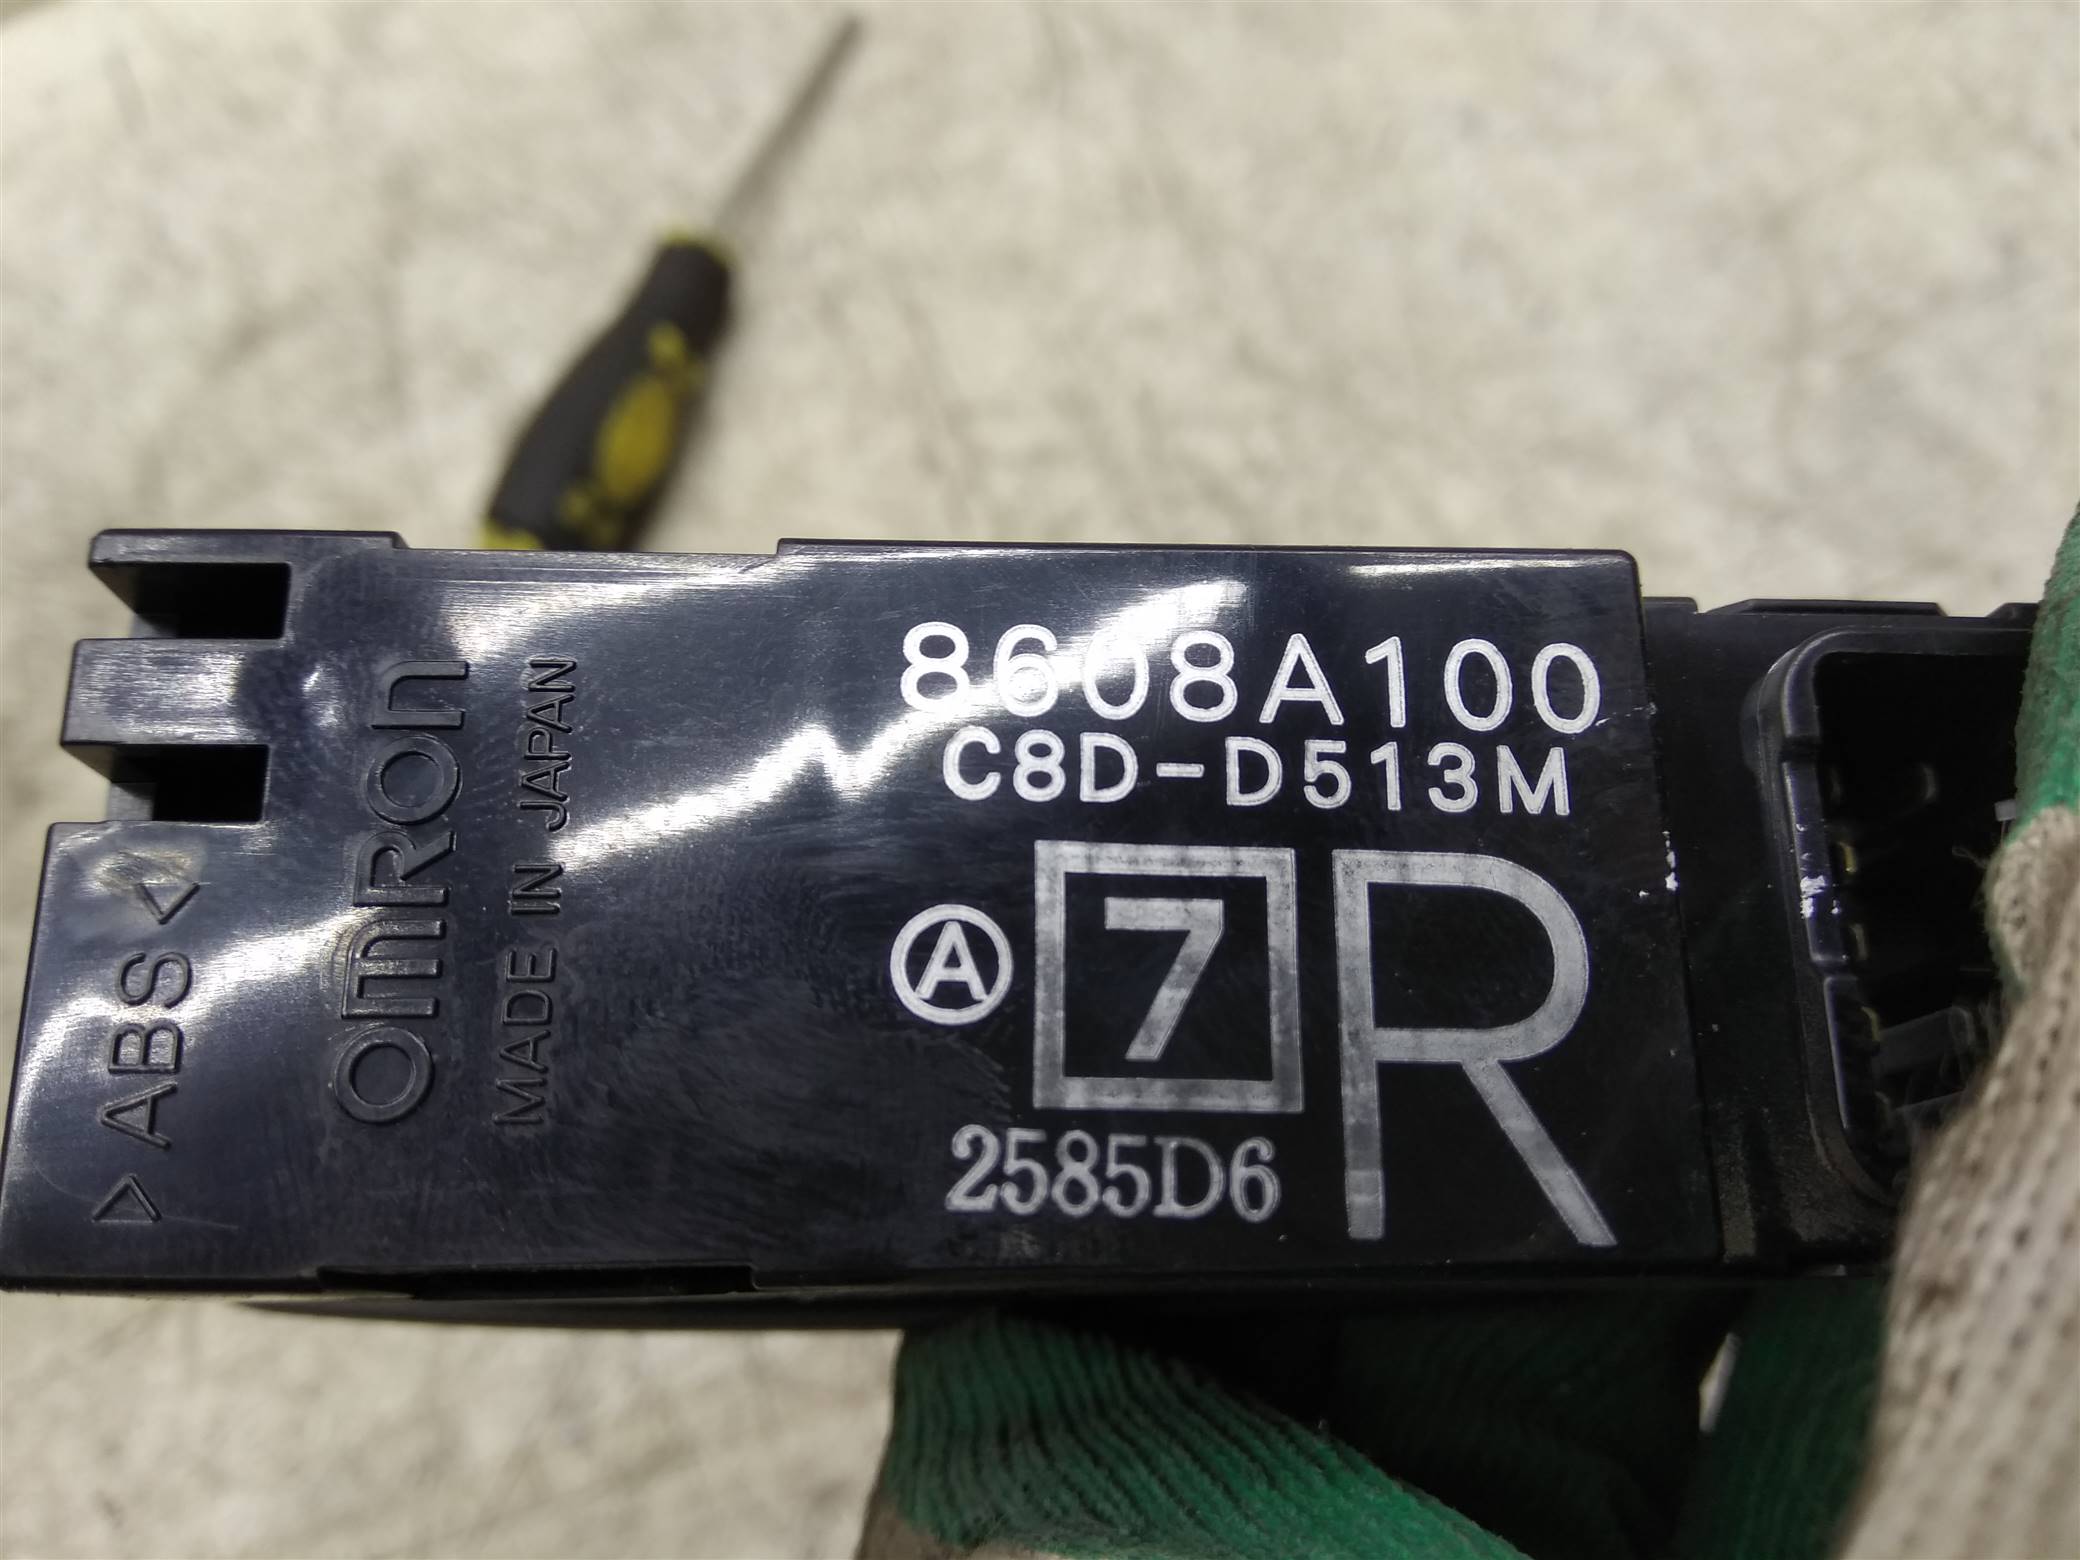 8608A100
C8D-D513M
A 7 R
2585D6
omron
MADE IN JAPAN
>ABS<